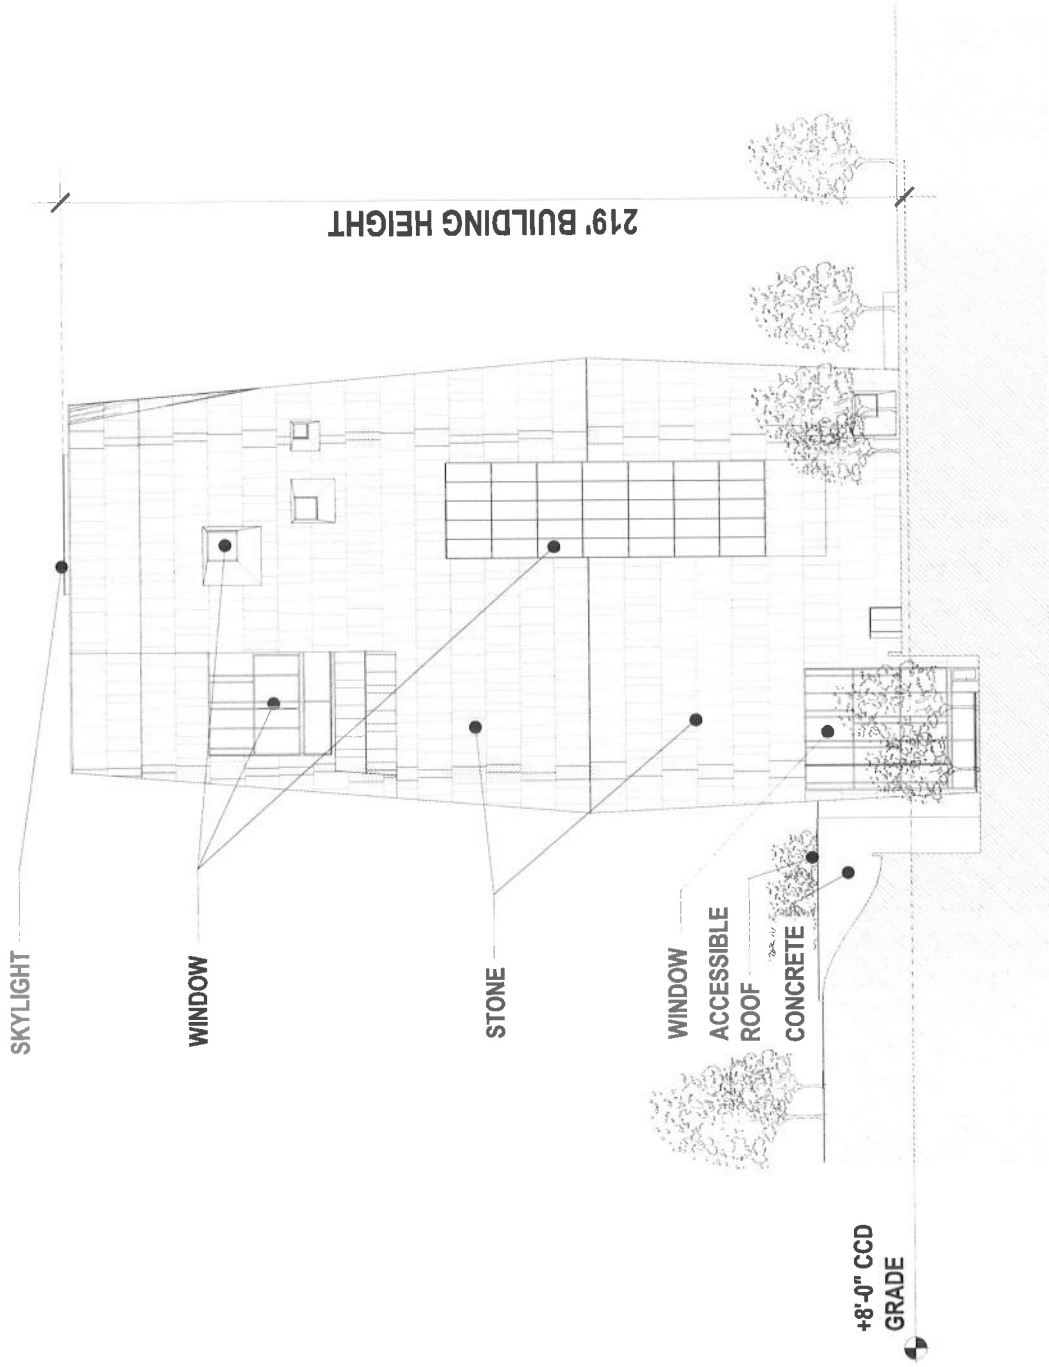 SKYLIGHT
WINDOW
STONE
WINDOW
ACCESSIBLE
ROOF
CONCRETE
+8'-0" CCD
GRADE
219' BUILDING HEIGHT